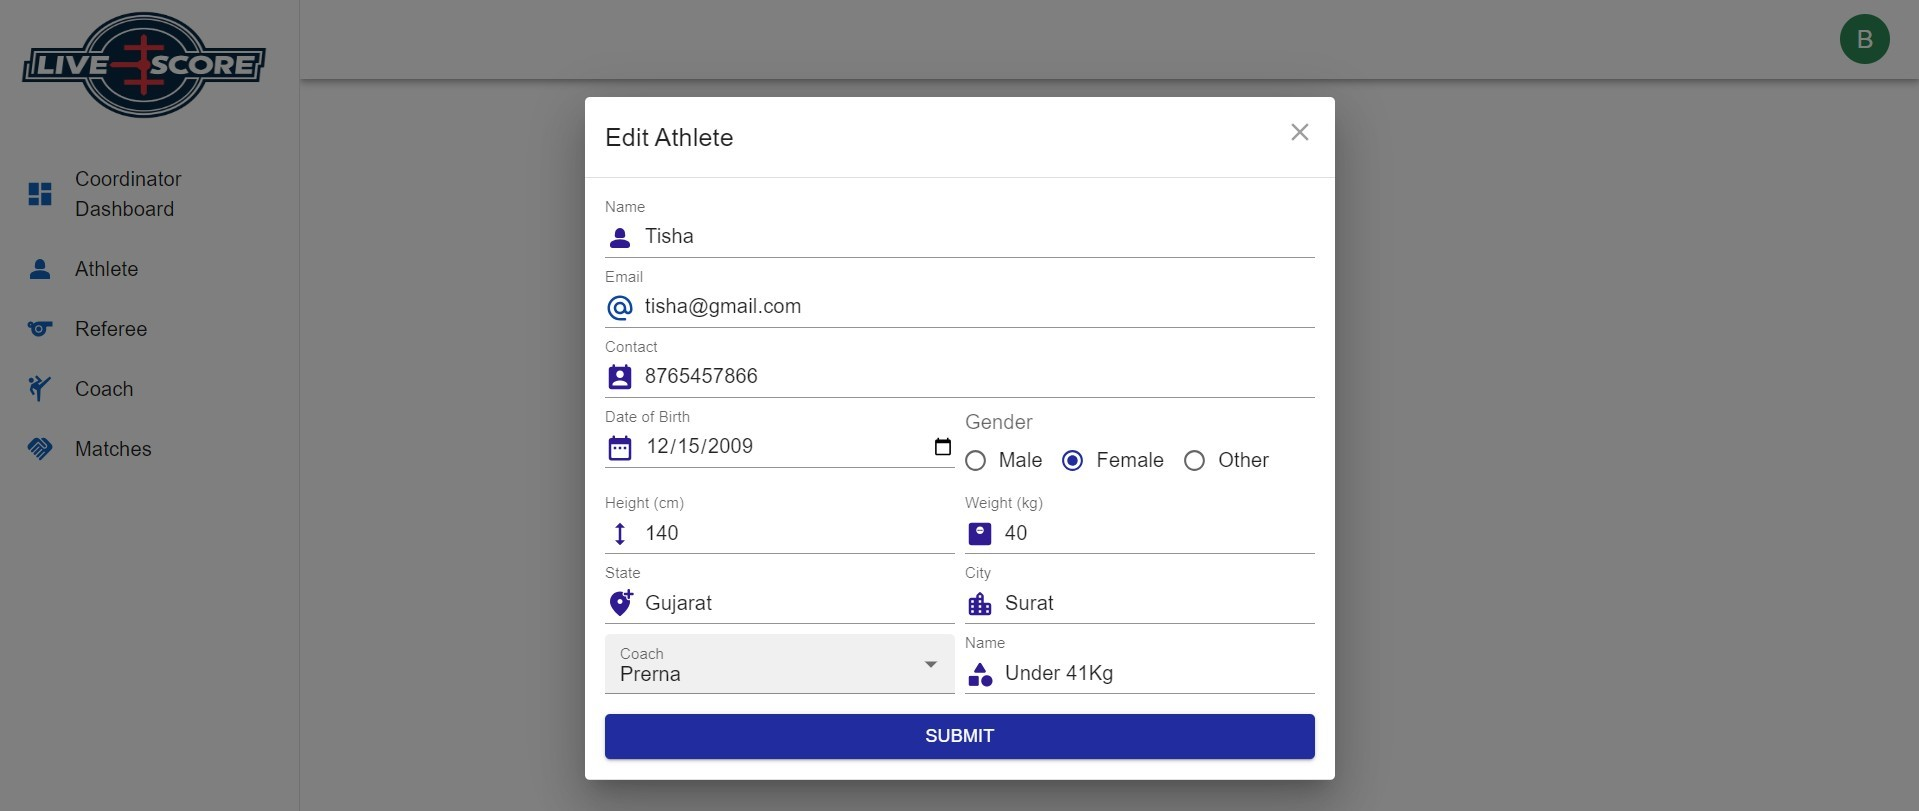 LIVE SCORE
B
Coordinator
Dashboard
Athlete
Referee
Coach
Matches
Edit Athlete
Name
Tisha
Email
tisha@gmail.com
Contact
8765457866
Date of Birth
12/15/2009
Gender
Male Female Other
Height (cm)
140
Weight (kg)
40
State
Gujarat
City
Surat
Coach
Prerna
Name
Under 41Kg
SUBMIT